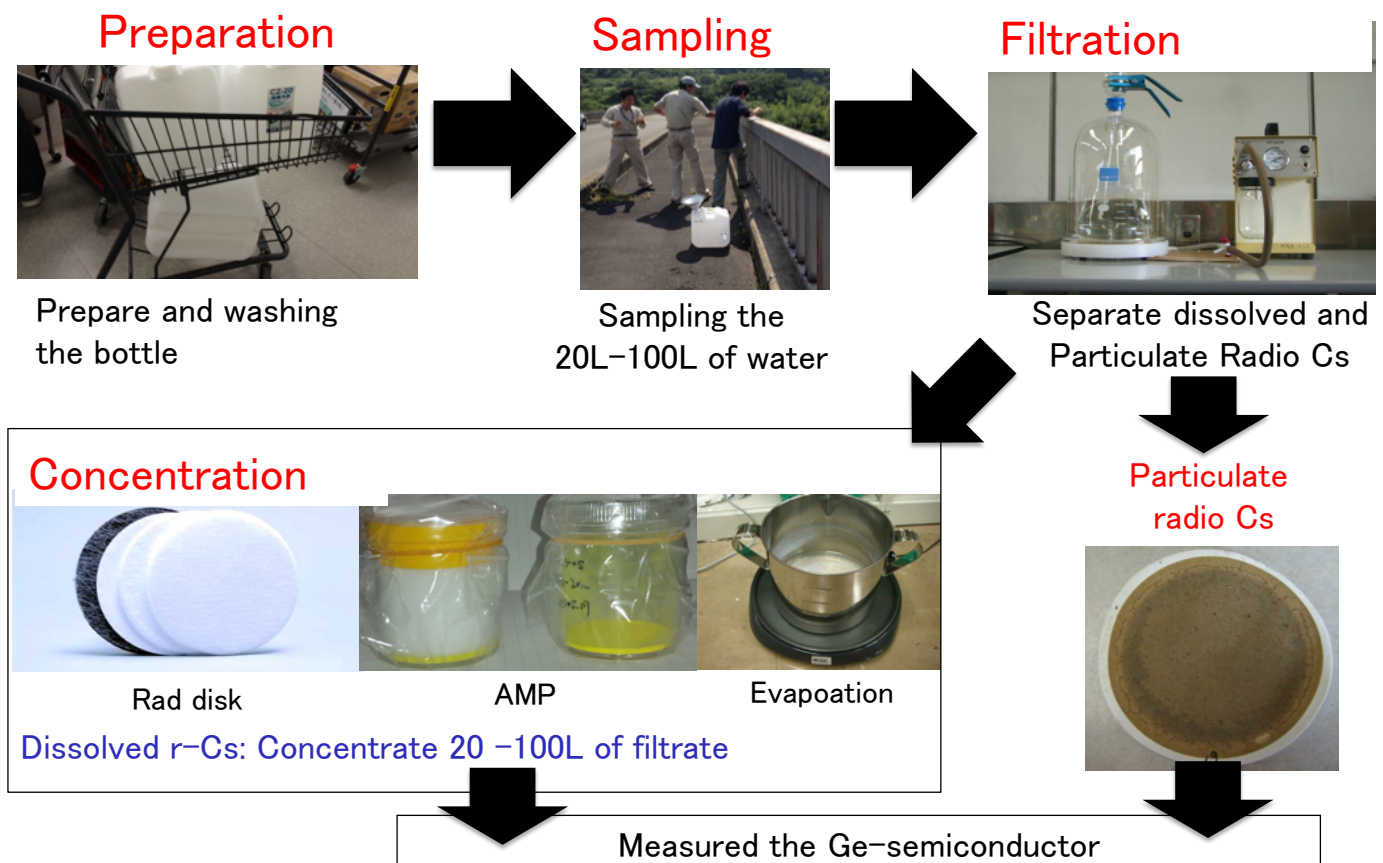 Preparation
Sampling
Filtration
CZ-20
Prepare and washing
the bottle
Sampling the
20L-100L of water
Separate dissolved and
Particulate Radio Cs
Concentration
Particulate
radio Cs
Rad disk
AMP
Evapoation
Dissolved r-Cs: Concentrate 20 -100L of filtrate
Measured the Ge-semiconductor